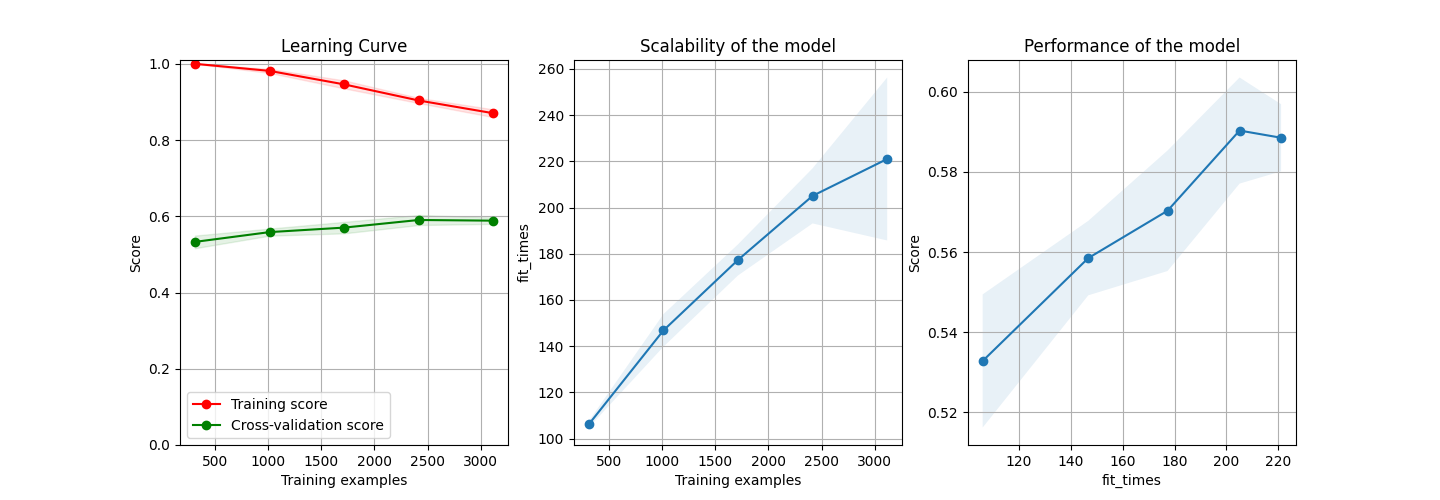 Learning Curve
Score
1.0
0.8
0.6
0.4
0.2
0.0
Training score
Cross-validation score
500 1000 1500 2000 2500 3000
Training examples
Scalability of the model
fit_times
260
240
220
200
180
160
140
120
100
500 1000 1500 2000 2500 3000
Training examples
Performance of the model
Score
0.60
0.58
0.56
0.54
0.52
120 140 160 180 200 220
fit_times